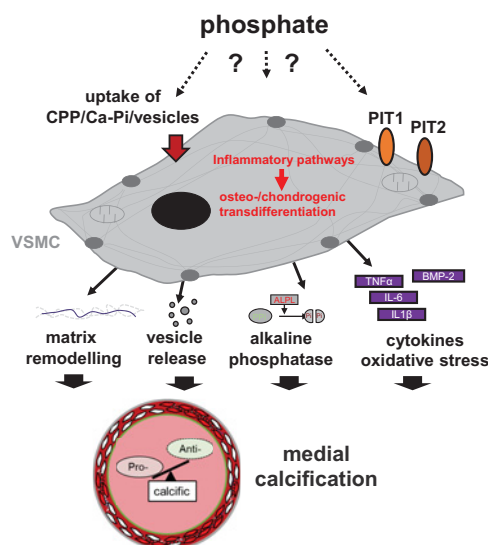 phosphate
? ?
uptake of
CPP/Ca-Pi/vesicles
PIT1
PIT2
Inflammatory pathways
osteo-/chondrogenic
transdifferentiation
VSMC
TNFα
BMP-2
IL-6
IL1β
ALPL
matrix
remodelling
vesicle
release
alkaline
phosphatase
cytokines
oxidative stress
Anti-
Pro-
calcific
medial
calcification